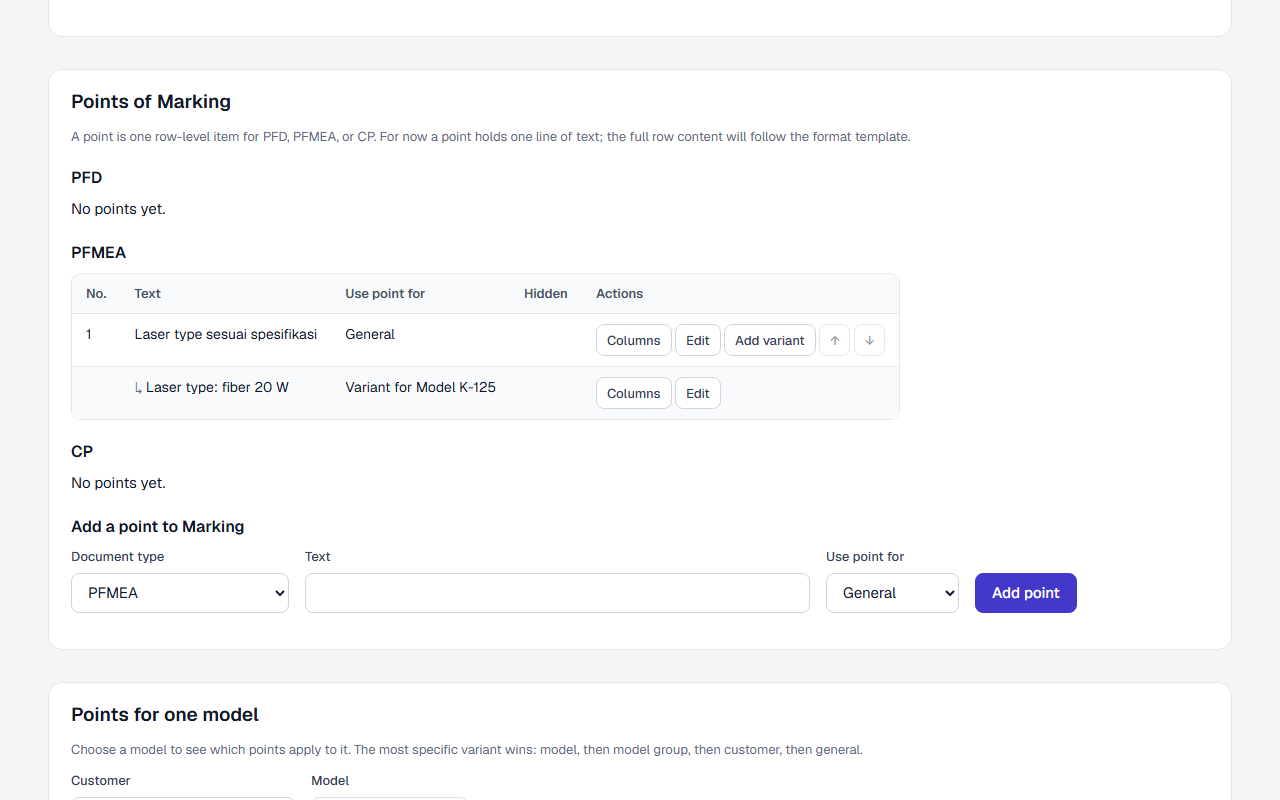 Points of Marking
A point is one row-level item for PFD, PFMEA, or CP. For now a point holds one line of text; the full row content will follow the format template.
PFD
No points yet.
PFMEA
No. Text Use point for Hidden Actions
1 Laser type sesuai spesifikasi General Columns Edit Add variant ↑ ↓
↳ Laser type: fiber 20 W Variant for Model K-125 Columns Edit
CP
No points yet.
Add a point to Marking
Document type Text Use point for
PFMEA General Add point
Points for one model
Choose a model to see which points apply to it. The most specific variant wins: model, then model group, then customer, then general.
Customer Model